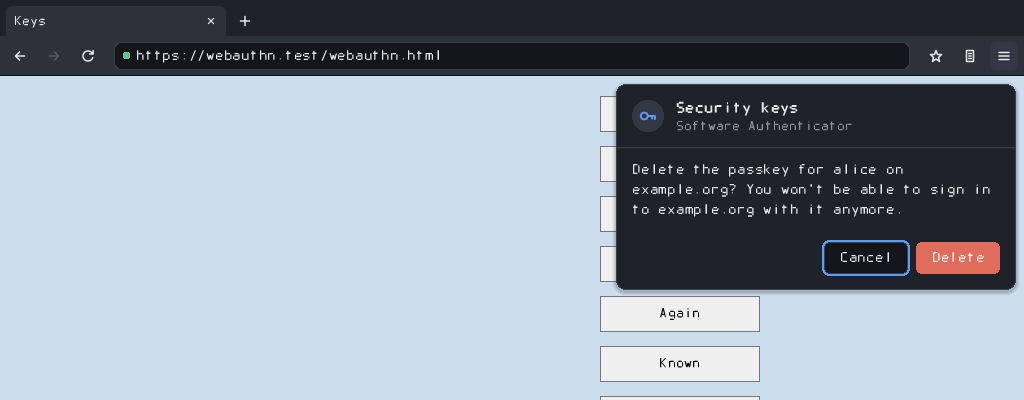 Keys
https://webauthn.test/webauthn.html
Security keys
Software Authenticator
Delete the passkey for alice on
example.org? You won't be able to sign in
to example.org with it anymore.
Cancel
Delete
Again
Known